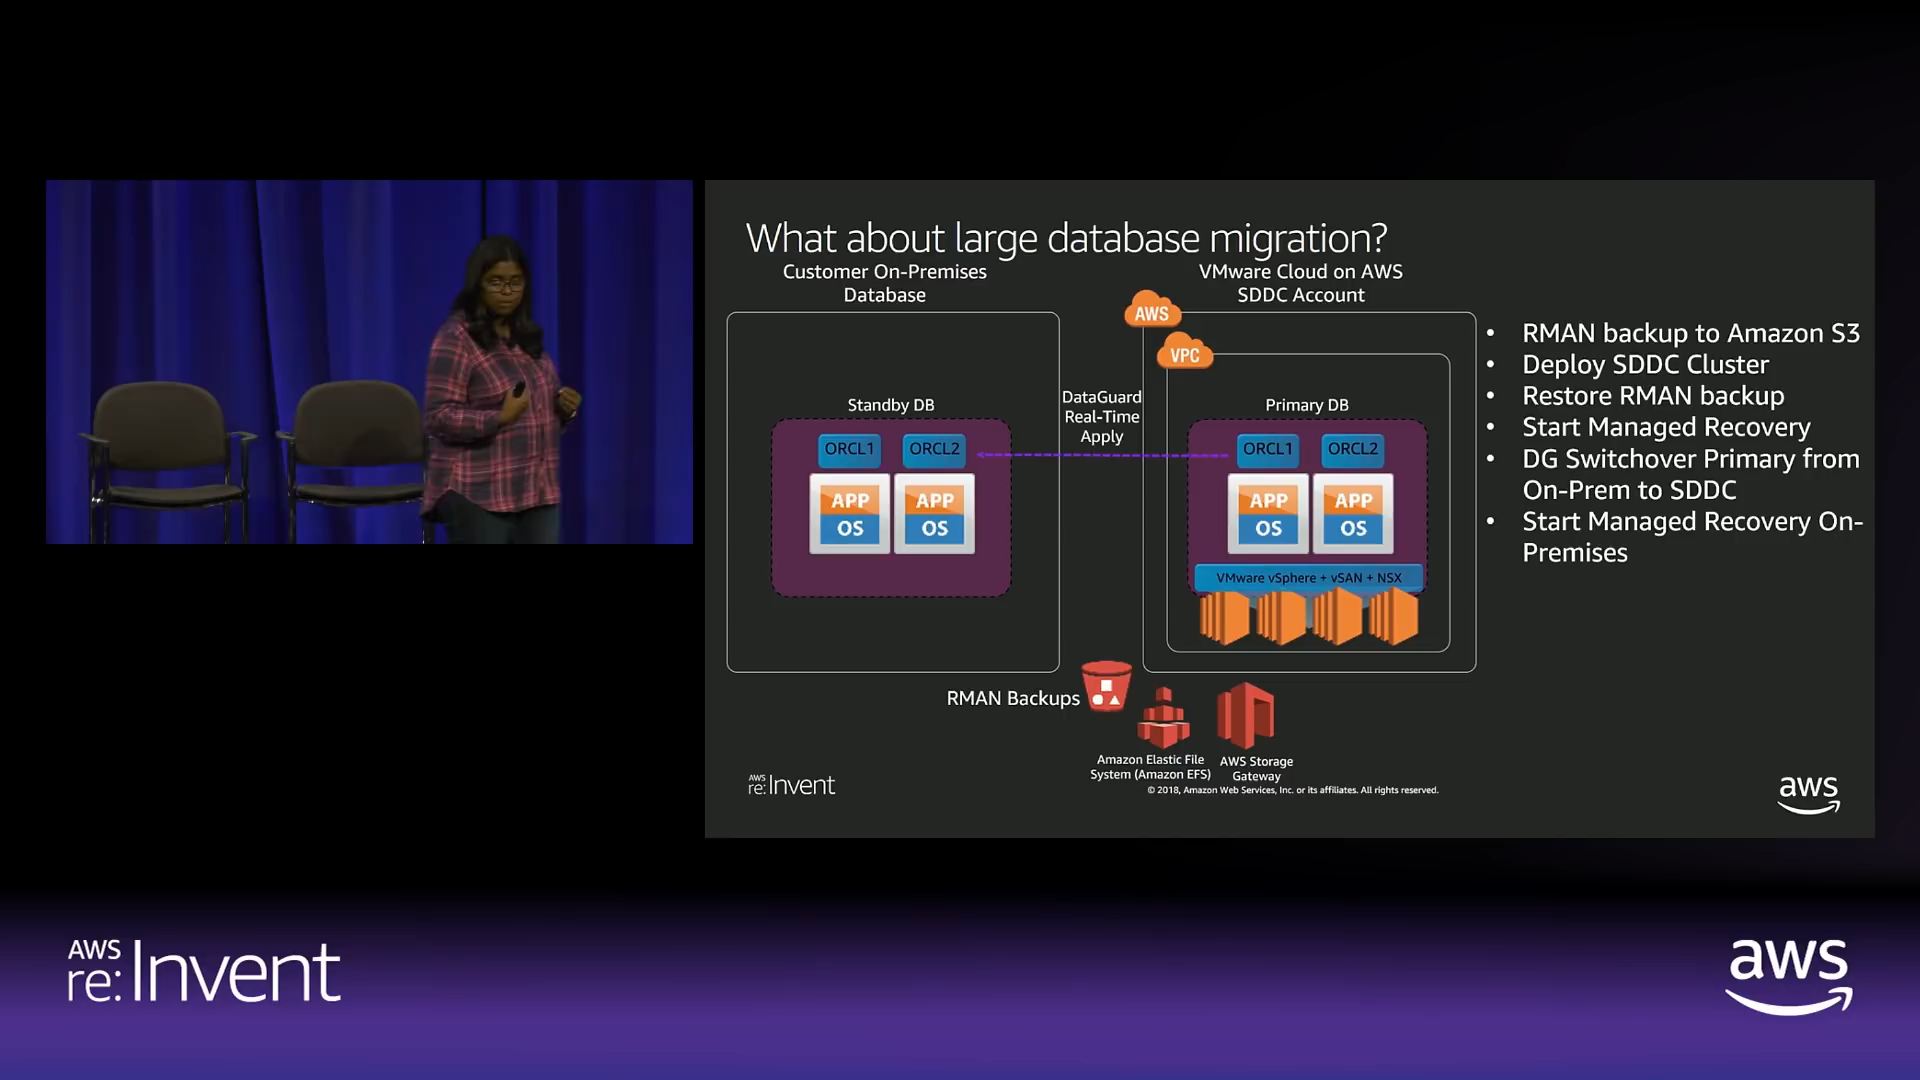 What about large database migration?
Customer On-Premises
Database
VMware Cloud on AWS
SDDC Account
AWS
VPC
Standby DB
ORCL1
ORCL2
APP
OS
APP
OS
DataGuard
Real-Time
Apply
Primary DB
ORCL1
ORCL2
APP
OS
APP
OS
VMware vSphere + vSAN + NSX
• RMAN backup to Amazon S3
• Deploy SDDC Cluster
• Restore RMAN backup
• Start Managed Recovery
• DG Switchover Primary from
On-Prem to SDDC
• Start Managed Recovery On-
Premises
RMAN Backups
Amazon Elastic File
System (Amazon EFS)
AWS Storage
Gateway
© 2018, Amazon Web Services, Inc. or its affiliates. All rights reserved.
AWS
re:Invent
aws
AWS
re:Invent
aws